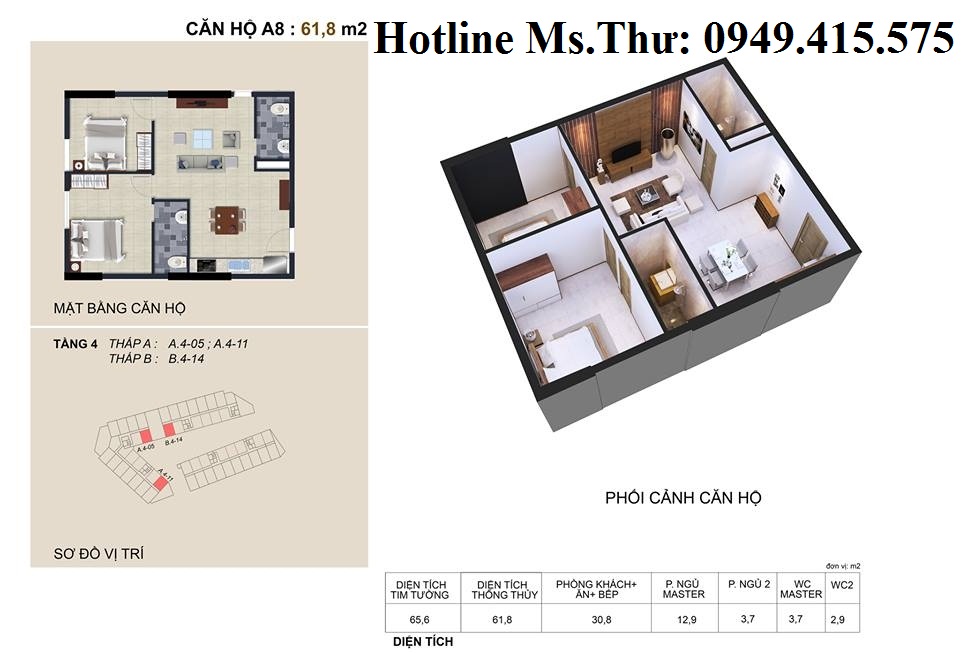 CĂN HỘ A8 : 61,8 m2
Hotline Ms.Thư: 0949.415.575
MẶT BẰNG CĂN HỘ
TẦNG 4 THÁP A : A.4-05 ; A.4-11
THÁP B : B.4-14
A.4-05
B.4-14
A.4-11
SƠ ĐỒ VỊ TRÍ
PHỐI CẢNH CĂN HỘ
đơn vị: m2
DIỆN TÍCH TIM TƯỜNG
DIỆN TÍCH THÔNG THỦY
PHÒNG KHÁCH+ ĂN+ BẾP
P. NGỦ MASTER
P. NGỦ 2
WC MASTER
WC2
65,6 61,8 30,8 12,9 3,7 3,7 2,9
DIỆN TÍCH